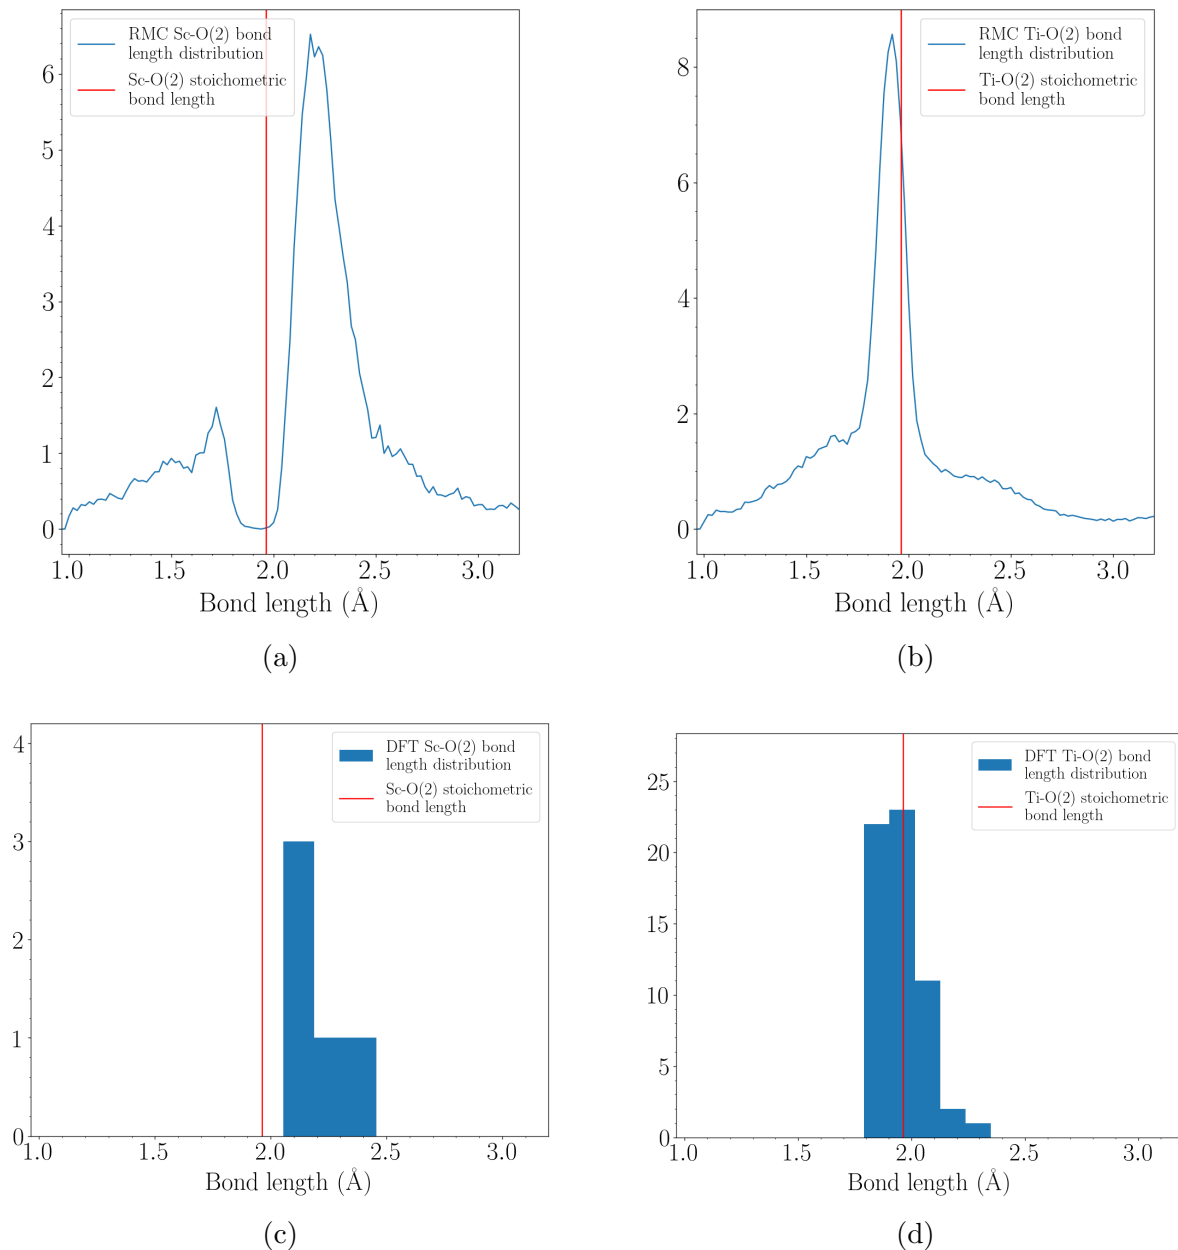 RMC Sc-O(2) bond
length distribution
Sc-O(2) stoichometric
bond length
6
5
4
3
2
1
0
1.0 1.5 2.0 2.5 3.0
Bond length (Å)
(a)
RMC Ti-O(2) bond
length distribution
Ti-O(2) stoichometric
bond length
8
6
4
2
0
1.0 1.5 2.0 2.5 3.0
Bond length (Å)
(b)
DFT Sc-O(2) bond
length distribution
Sc-O(2) stoichometric
bond length
4
3
2
1
0
1.0 1.5 2.0 2.5 3.0
Bond length (Å)
(c)
DFT Ti-O(2) bond
length distribution
Ti-O(2) stoichometric
bond length
25
20
15
10
5
0
1.0 1.5 2.0 2.5 3.0
Bond length (Å)
(d)